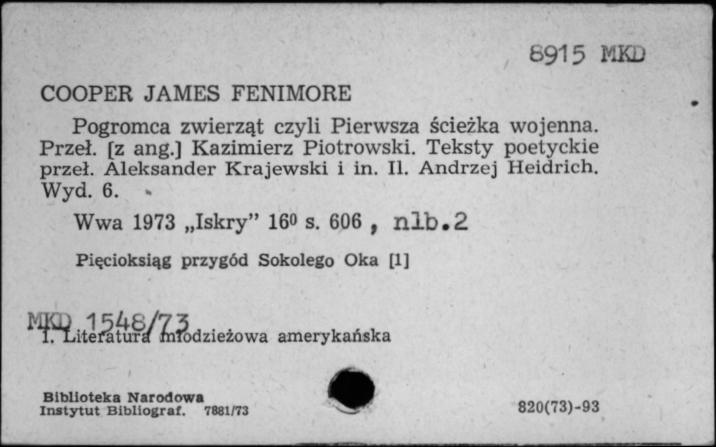 8915 MKD
COOPER JAMES FENIMORE
Pogromca zwierząt czyli Pierwsza ścieżka wojenna.
Przeł. [z ang.] Kazimierz Piotrowski. Teksty poetyckie
przeł. Aleksander Krajewski i in. Il. Andrzej Heidrich.
Wyd. 6.
Wwa 1973 „Iskry” 16⁰ s. 606 , nlb.2
Pięcioksiąg przygód Sokolego Oka [1]
MKD 1548/73
1. Literatura młodzieżowa amerykańska
Biblioteka Narodowa
Instytut Bibliograf. 7881/73
820(73)-93